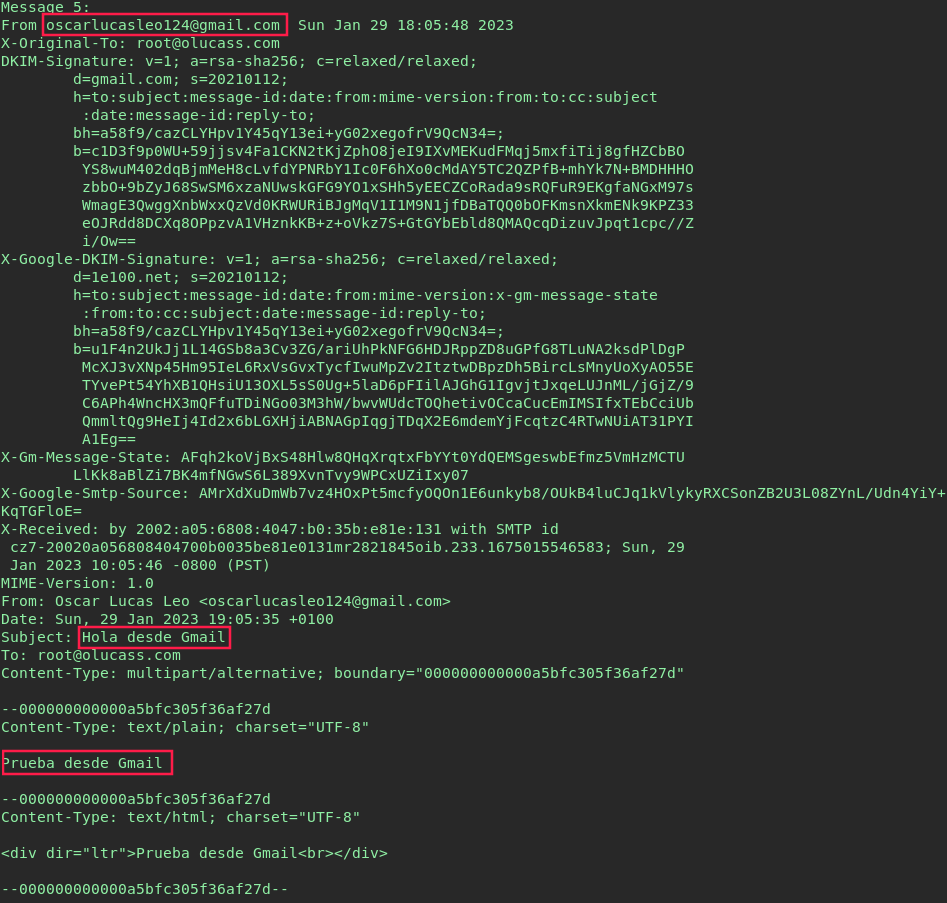 Message 5:
From oscarlucasleo124@gmail.com  Sun Jan 29 18:05:48 2023
X-Original-To: root@olucass.com
DKIM-Signature: v=1; a=rsa-sha256; c=relaxed/relaxed;
        d=gmail.com; s=20210112;
        h=to:subject:message-id:date:from:mime-version:from:to:cc:subject
         :date:message-id:reply-to;
        bh=a58f9/cazCLYHpv1Y45qY13ei+yG02xegofrV9QcN34=;
        b=c1D3f9p0WU+59jjsv4Fa1CKN2tKjZphO8jeI9IXvMEKudFMqj5mxfiTij8gfHZCbBO
         YS8wuM402dqBjmMeH8cLvfdYPNRbY1Ic0F6hXo0cMdAY5TC2QZPfB+mhYk7N+BMDHHHO
         zbbO+9bZyJ68SwSM6xzaNUwskGFG9YO1xSHh5yEECZCoRada9sRQFuR9EKgfaNGxM97s
         WmagE3QwggXnbWxxQzVd0KRWURiBJgMqV1I1M9N1jfDBaTQQ0bOFKmsnXkmENk9KPZ33
         eOJRdd8DCXq8OPpzvA1VHznkKB+z+oVkz7S+GtGYbEbld8QMAQcqDizuvJpqt1cpc//Z
         i/Ow==
X-Google-DKIM-Signature: v=1; a=rsa-sha256; c=relaxed/relaxed;
        d=1e100.net; s=20210112;
        h=to:subject:message-id:date:from:mime-version:x-gm-message-state
         :from:to:cc:subject:date:message-id:reply-to;
        bh=a58f9/cazCLYHpv1Y45qY13ei+yG02xegofrV9QcN34=;
        b=u1F4n2UkJj1L14GSb8a3Cv3ZG/ariUhPkNFG6HDJRppZD8uGPfG8TLuNA2ksdPlDgP
         McXJ3vXNp45Hm95IeL6RxVsGvxTycfIwuMpZv2ItztwDBpzDh5BircLsMnyUoXyAO55E
         TYvePt54YhXB1QHsiU13OXL5sS0Ug+5laD6pFIilAJGhG1IgvjtJxqeLUJnML/jGjZ/9
         C6APh4WncHX3mQFfuTDiNGo03M3hW/bwvWUdcTOQhetivOCcaCucEmIMSIfxTEbCciUb
         QmmltQg9HeIj4Id2x6bLGXHjiABNAGpIqgjTDqX2E6mdemYjFcqtzC4RTwNUiAT31PYI
         A1Eg==
X-Gm-Message-State: AFqh2koVjBxS48Hlw8QHqXrqtxFbYYt0YdQEMSgeswbEfmz5VmHzMCTU
        LlKk8aBlZi7BK4mfNGwS6L389XvnTvy9WPCxUZiIxy07
X-Google-Smtp-Source: AMrXdXuDmWb7vz4HOxPt5mcfyOQOn1E6unkyb8/OUkB4luCJq1kVlykyRXCSonZB2U3L08ZYnL/Udn4YiY+
KqTGFloE=
X-Received: by 2002:a05:6808:4047:b0:35b:e81e:131 with SMTP id
 cz7-20020a056808404700b0035be81e0131mr2821845oib.233.1675015546583; Sun, 29
 Jan 2023 10:05:46 -0800 (PST)
MIME-Version: 1.0
From: Oscar Lucas Leo <oscarlucasleo124@gmail.com>
Date: Sun, 29 Jan 2023 19:05:35 +0100
Subject: Hola desde Gmail
To: root@olucass.com
Content-Type: multipart/alternative; boundary="000000000000a5bfc305f36af27d"

--000000000000a5bfc305f36af27d
Content-Type: text/plain; charset="UTF-8"

Prueba desde Gmail

--000000000000a5bfc305f36af27d
Content-Type: text/html; charset="UTF-8"

<div dir="ltr">Prueba desde Gmail<br></div>

--000000000000a5bfc305f36af27d--